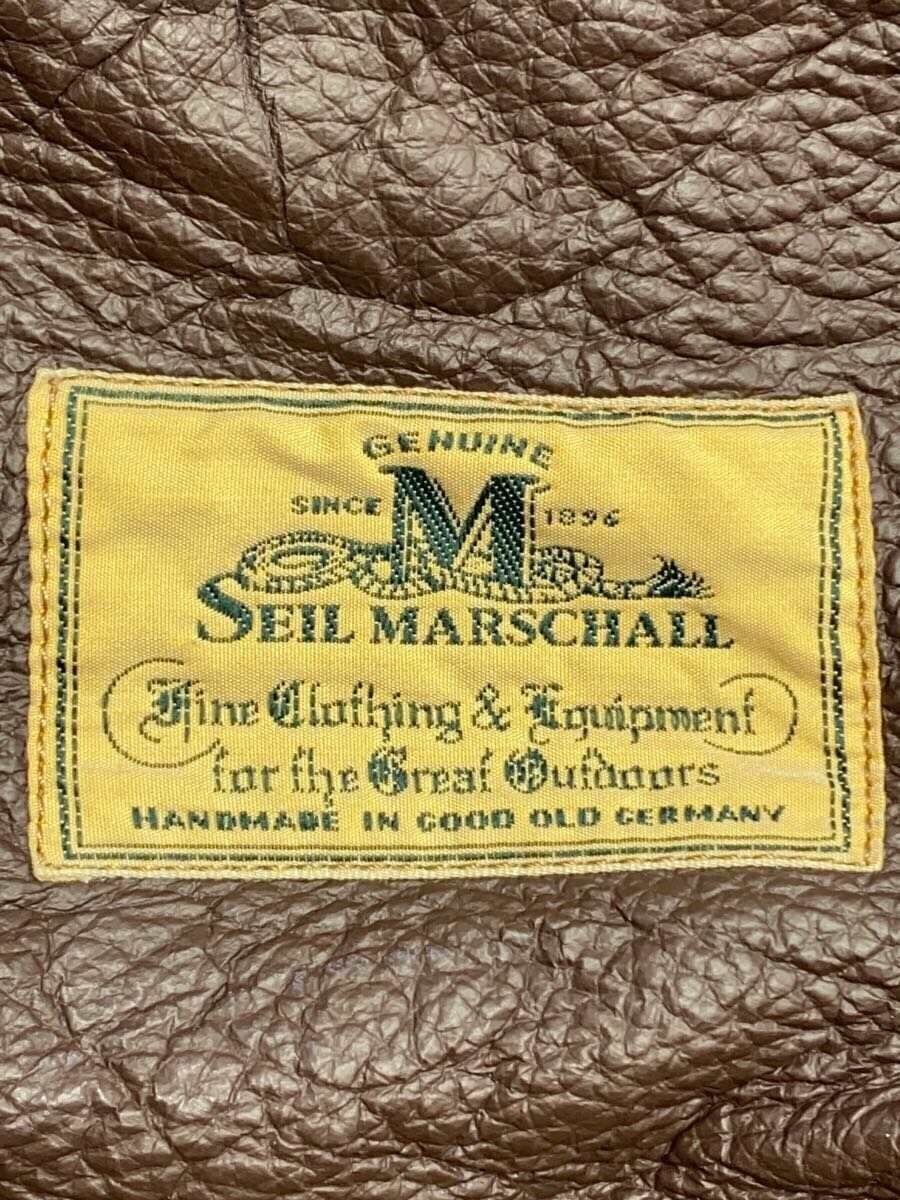 GENUINE
SINCE M 1896
SEIL MARSCHALL
Fine Clothing & Equipment
for the Great Outdoors
HANDMADE IN GOOD OLD GERMANY